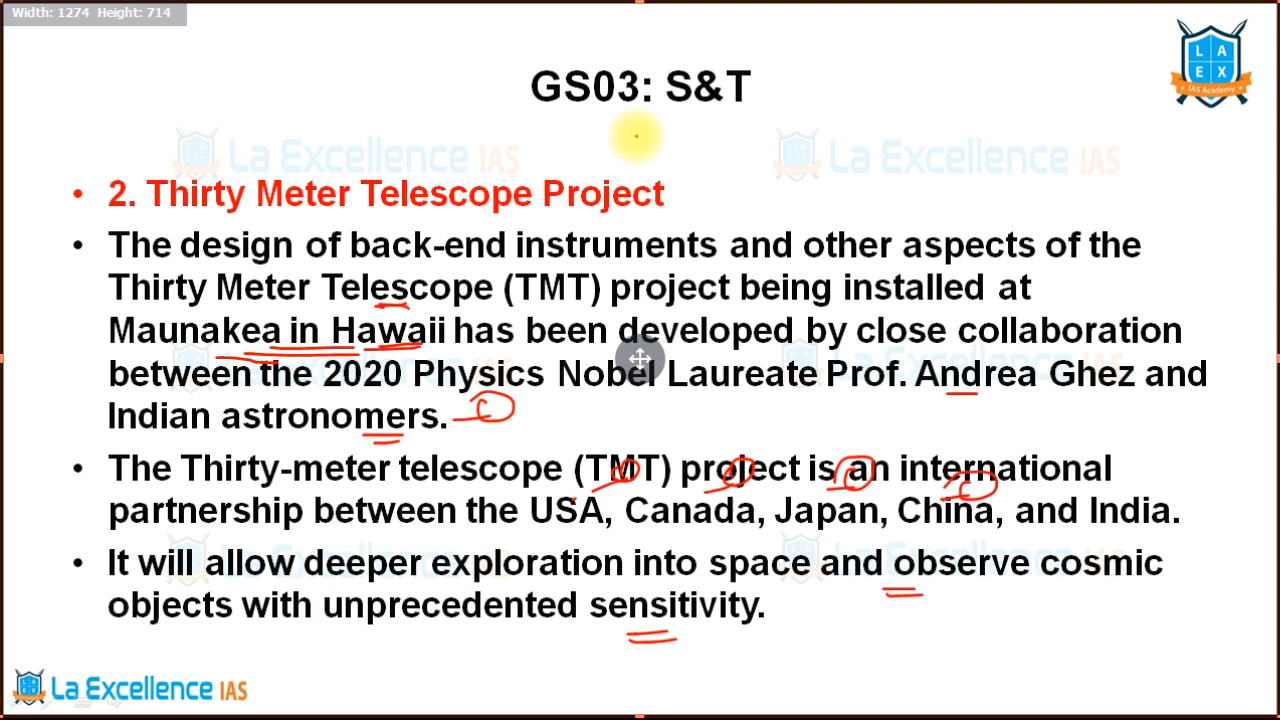 Width: 1274 Height: 714
L A
E X
IAS Academy
GS03: S&T
La Excellence IAS La Excellence IAS
• 2. Thirty Meter Telescope Project
• The design of back-end instruments and other aspects of the
Thirty Meter Telescope (TMT) project being installed at
Maunakea in Hawaii has been developed by close collaboration
between the 2020 Physics Nobel Laureate Prof. Andrea Ghez and
Indian astronomers.
• The Thirty-meter telescope (TMT) project is an international
partnership between the USA, Canada, Japan, China, and India.
• It will allow deeper exploration into space and observe cosmic
objects with unprecedented sensitivity.
La Excellence IAS